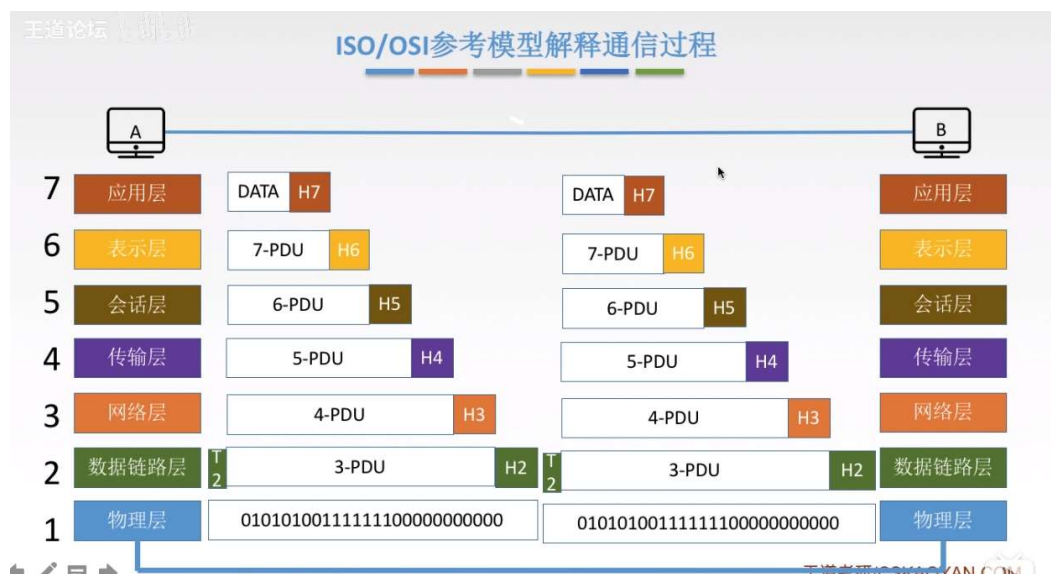 王道论坛
ISO/OSI参考模型解释通信过程
A
B
7 应用层 DATA H7 DATA H7 应用层
6 表示层 7-PDU H6 7-PDU H6 表示层
5 会话层 6-PDU H5 6-PDU H5 会话层
4 传输层 5-PDU H4 5-PDU H4 传输层
3 网络层 4-PDU H3 4-PDU H3 网络层
2 数据链路层 T2 3-PDU H2 T2 3-PDU H2 数据链路层
1 物理层 010101001111111100000000000 010101001111111100000000000 物理层